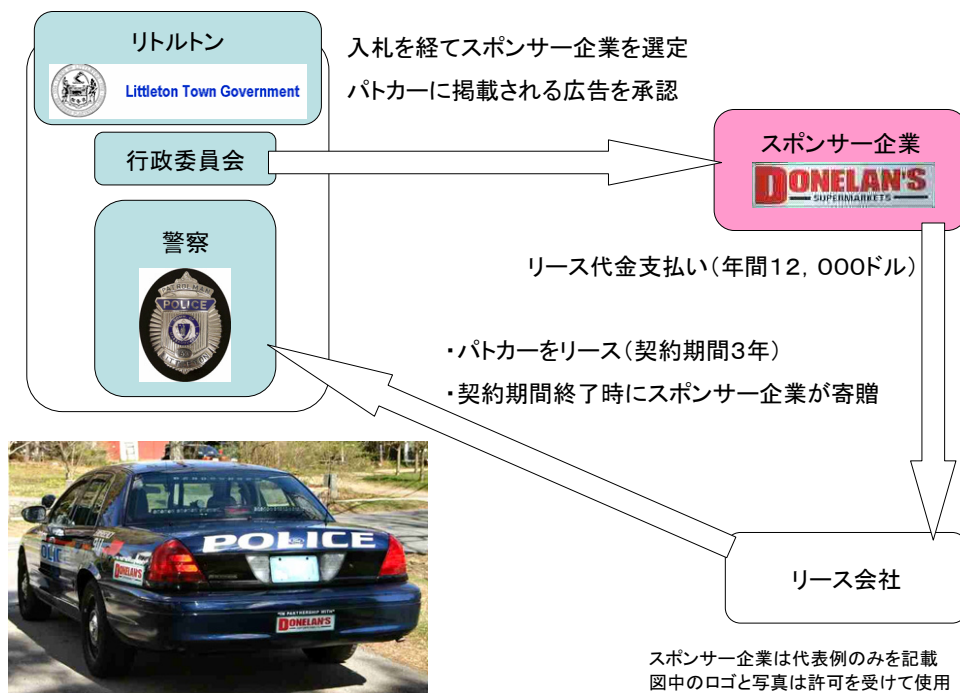 リトルトン
Littleton Town Government
行政委員会
警察
PATROLMAN
POLICE
入札を経てスポンサー企業を選定
パトカーに掲載される広告を承認
スポンサー企業
DONELAN'S
SUPERMARKETS
リース代金支払い（年間１２，０００ドル）
・パトカーをリース（契約期間３年）
・契約期間終了時にスポンサー企業が寄贈
リース会社
POLICE
DONELAN'S
"IN PARTNERSHIP WITH"
DONELAN'S
スポンサー企業は代表例のみを記載
図中のロゴと写真は許可を受けて使用